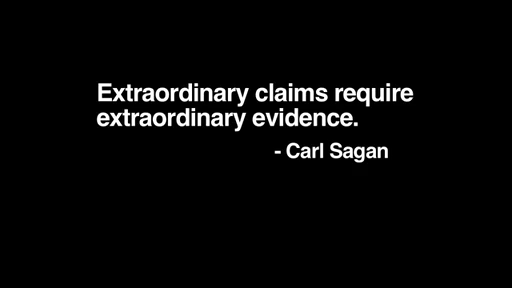 Extraordinary claims require
extraordinary evidence.
- Carl Sagan